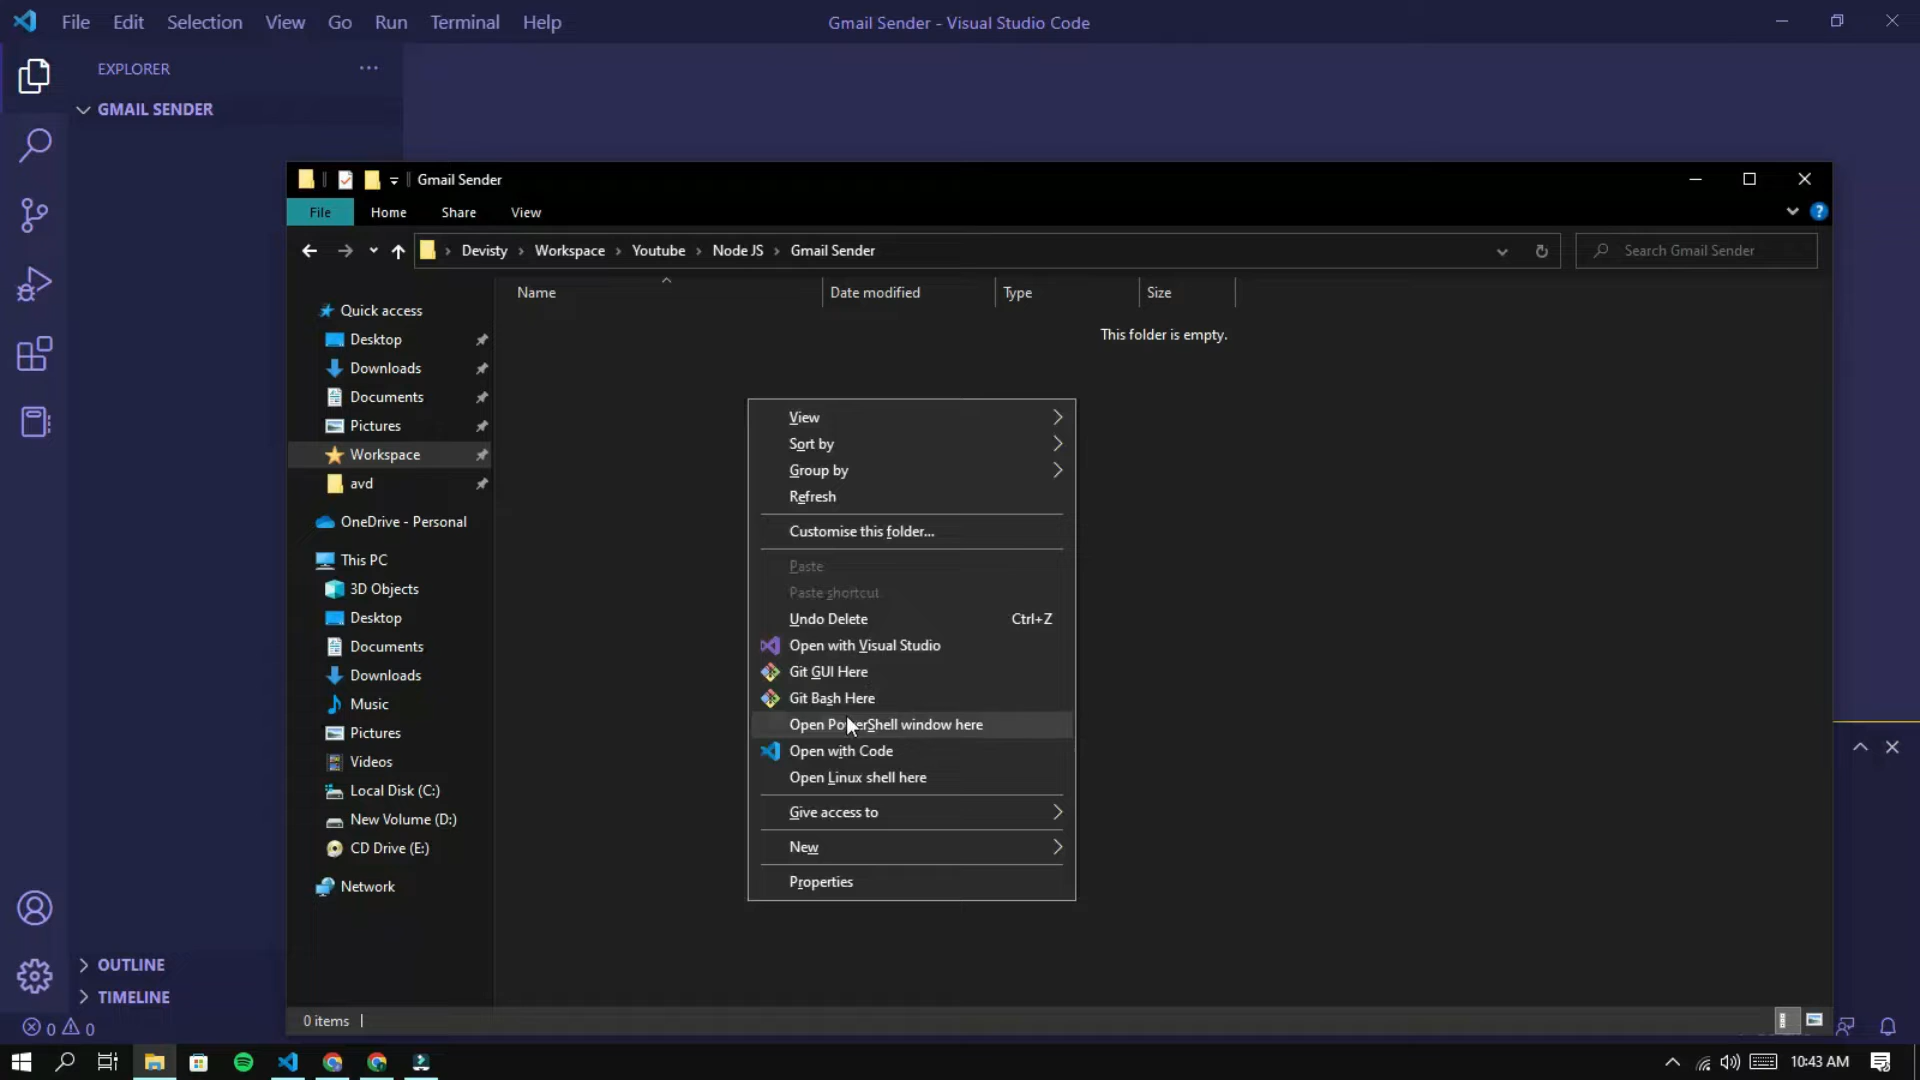 File Edit Selection View Go Run Terminal Help
Gmail Sender - Visual Studio Code
EXPLORER
GMAIL SENDER
Gmail Sender
File Home Share View
Devisty Workspace Youtube Node JS Gmail Sender
Search Gmail Sender
Name Date modified Type Size
This folder is empty.
Quick access
Desktop
Downloads
Documents
Pictures
Workspace
avd
OneDrive - Personal
This PC
3D Objects
Desktop
Documents
Downloads
Music
Pictures
Videos
Local Disk (C:)
New Volume (D:)
CD Drive (E:)
Network
View
Sort by
Group by
Refresh
Customise this folder...
Paste
Paste shortcut
Undo Delete Ctrl+Z
Open with Visual Studio
Git GUI Here
Git Bash Here
Open PowerShell window here
Open with Code
Open Linux shell here
Give access to
New
Properties
OUTLINE
TIMELINE
0 items
0 0
10:43 AM